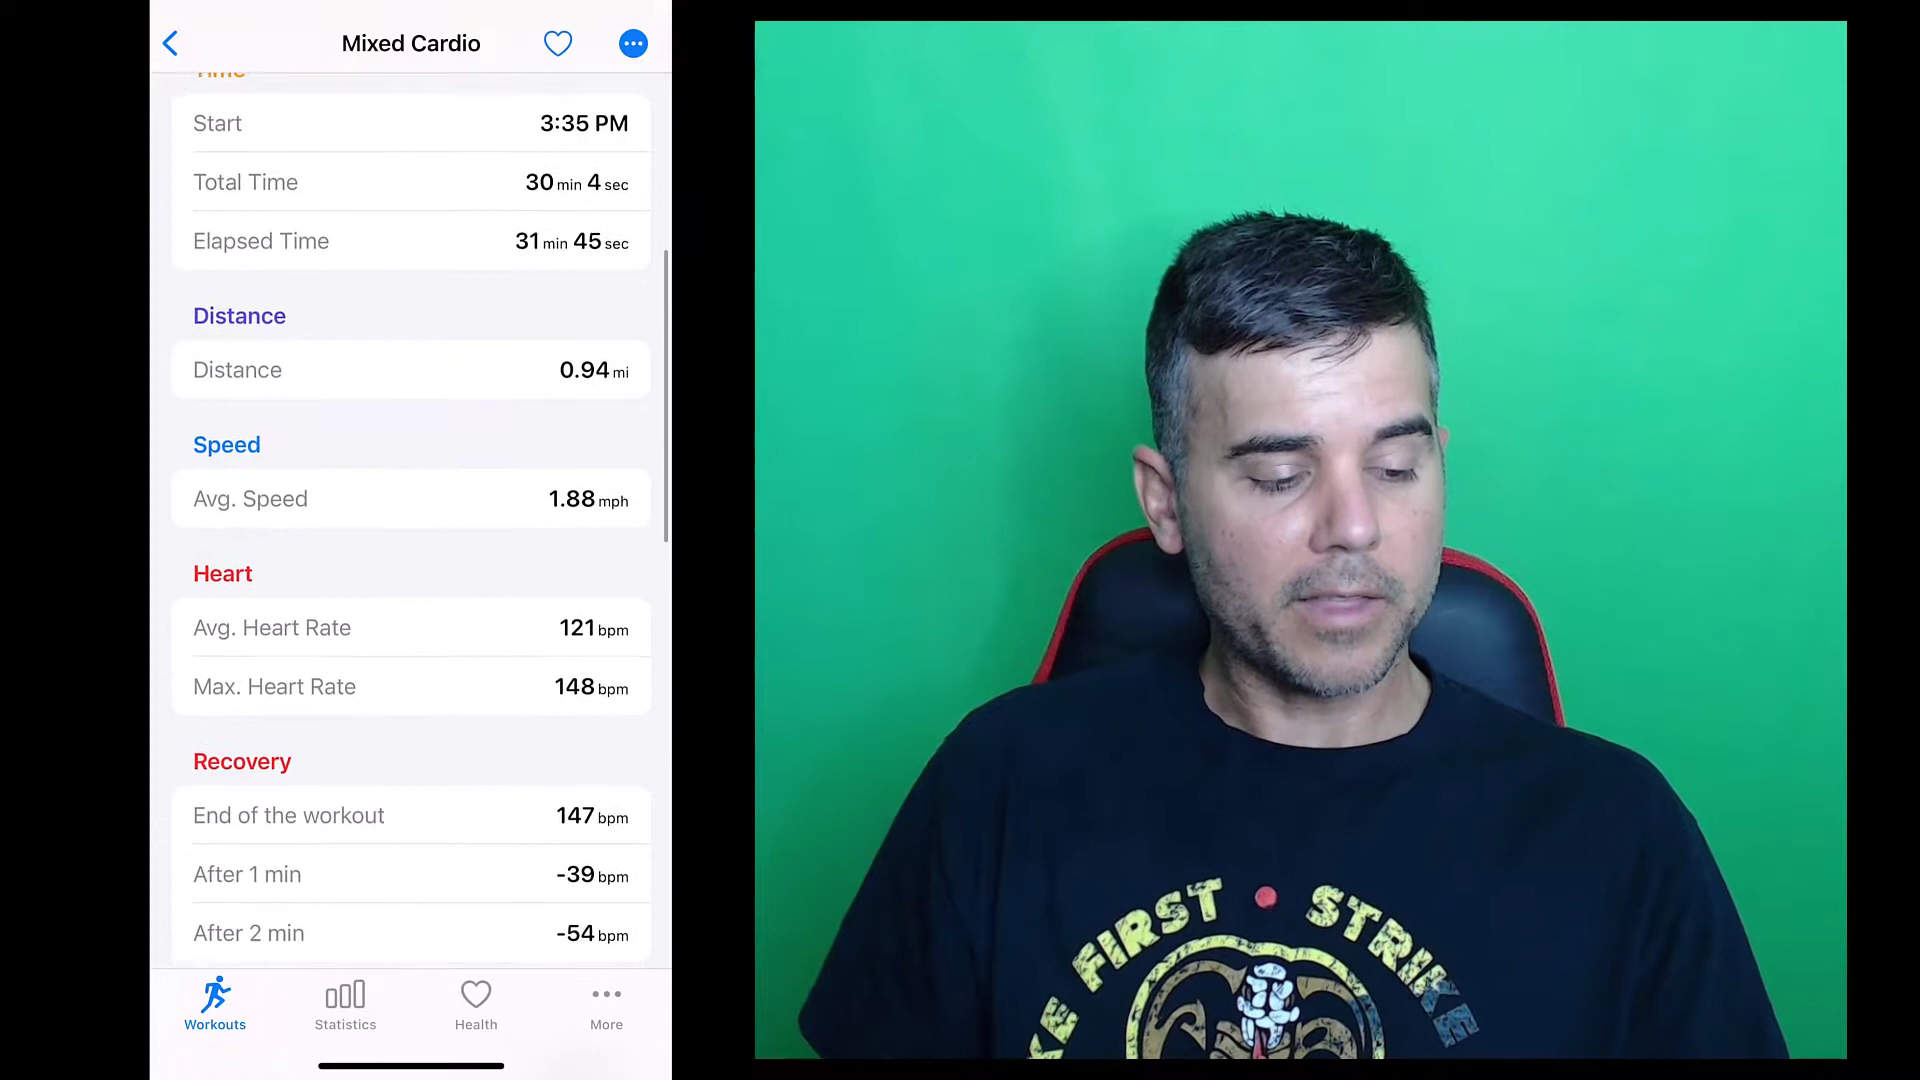 Mixed Cardio
Time
Start 3:35 PM
Total Time 30 min 4 sec
Elapsed Time 31 min 45 sec
Distance
Distance 0.94 mi
Speed
Avg. Speed 1.88 mph
Heart
Avg. Heart Rate 121 bpm
Max. Heart Rate 148 bpm
Recovery
End of the workout 147 bpm
After 1 min -39 bpm
After 2 min -54 bpm
Workouts Statistics Health More
KE FIRST • STRIKE